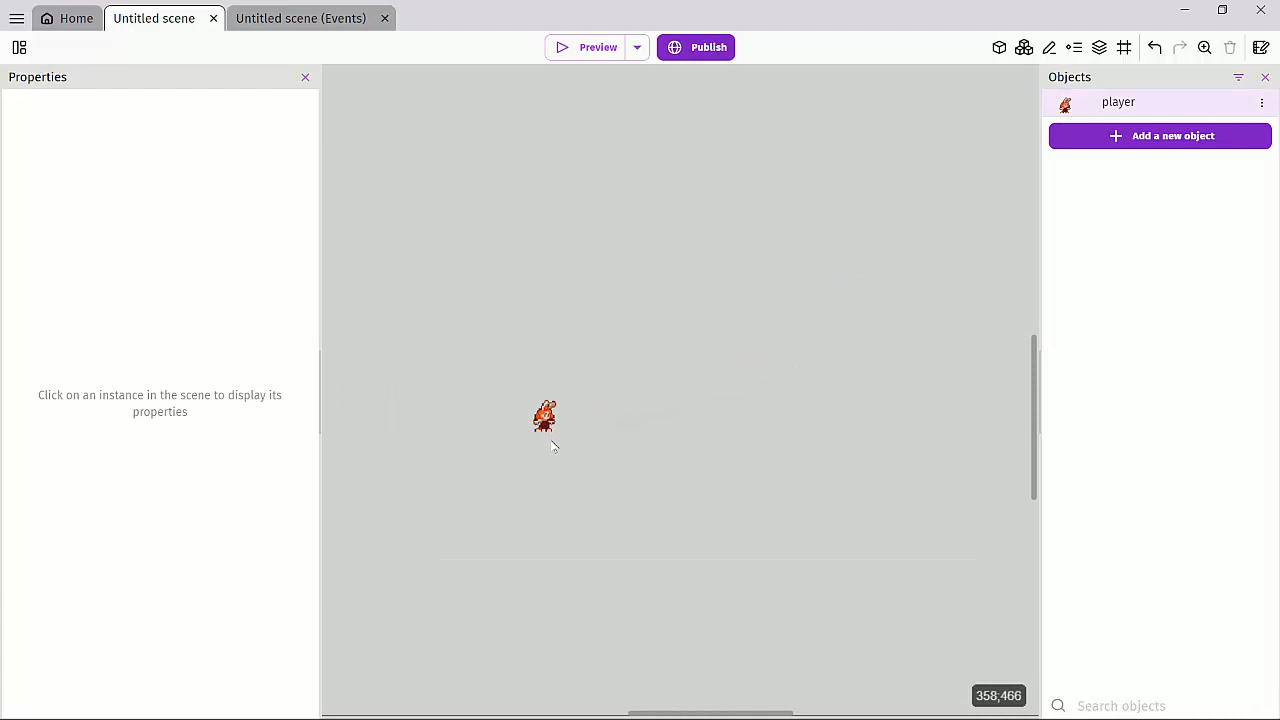 Home
Untitled scene
Untitled scene (Events)
Preview
Publish
Properties
Objects
player
Add a new object
Click on an instance in the scene to display its
properties
358;466
Search objects